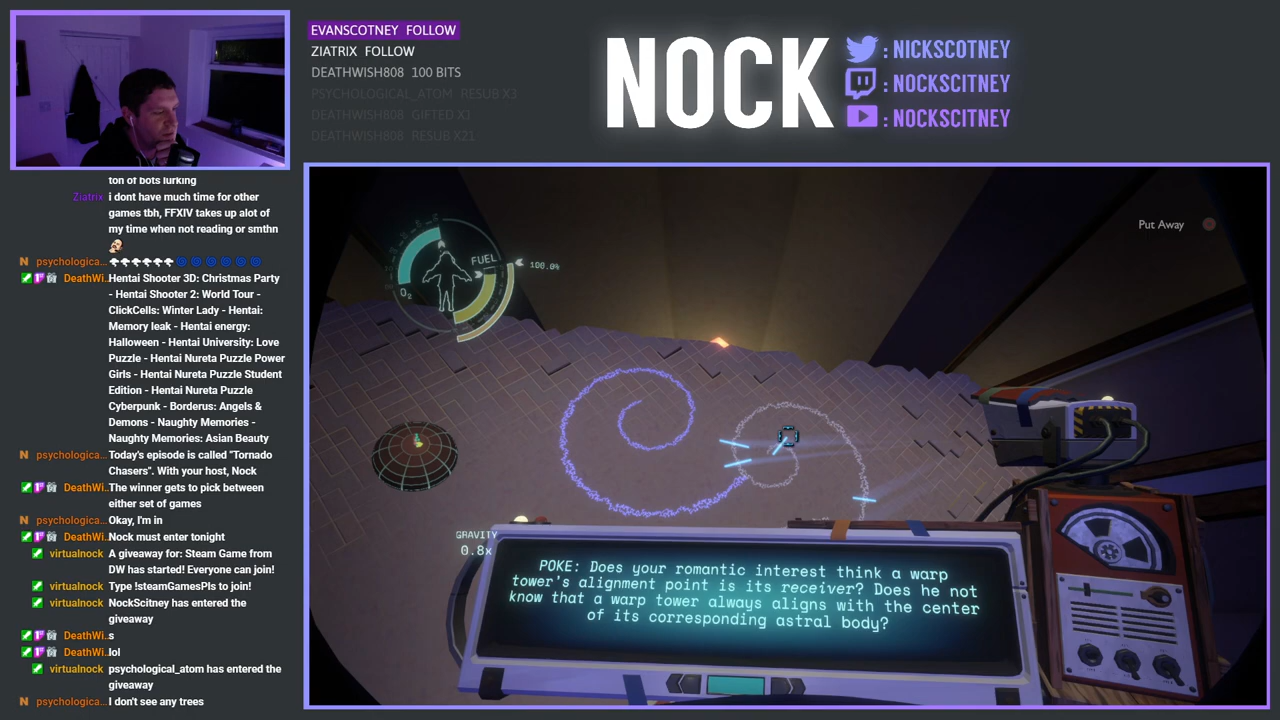 EVANSCOTNEY FOLLOW
ZIATRIX FOLLOW
DEATHWISH808 100 BITS
PSYCHOLOGICAL_ATOM RESUB X3
DEATHWISH808 GIFTED X1
DEATHWISH808 RESUB X21
NOCK
: NICKSCOTNEY
: NOCKSCITNEY
: NOCKSCITNEY
ton of bots lurking
Ziatrix i dont have much time for other
games tbh, FFXIV takes up alot of
my time when not reading or smthn
N psychologica...
DeathWi.. Hentai Shooter 3D: Christmas Party
- Hentai Shooter 2: World Tour -
ClickCells: Winter Lady - Hentai:
Memory leak - Hentai energy:
Halloween - Hentai University: Love
Puzzle - Hentai Nureta Puzzle Power
Girls - Hentai Nureta Puzzle Student
Edition - Hentai Nureta Puzzle
Cyberpunk - Borderus: Angels &
Demons - Naughty Memories -
Naughty Memories: Asian Beauty
N psychologica... Today's episode is called "Tornado
Chasers". With your host, Nock
DeathWi.. The winner gets to pick between
either set of games
N psychologica... Okay, I'm in
DeathWi.. Nock must enter tonight
virtualnock A giveaway for: Steam Game from
DW has started! Everyone can join!
virtualnock Type !steamGamesPls to join!
virtualnock NockScitney has entered the
giveaway
DeathWi.. s
DeathWi.. lol
virtualnock psychological_atom has entered the
giveaway
N psychologica... I don't see any trees
Put Away
FUEL
100.0%
O₂
GRAVITY
0.8x
POKE: Does your romantic interest think a warp
tower's alignment point is its receiver? Does he not
know that a warp tower always aligns with the center
of its corresponding astral body?